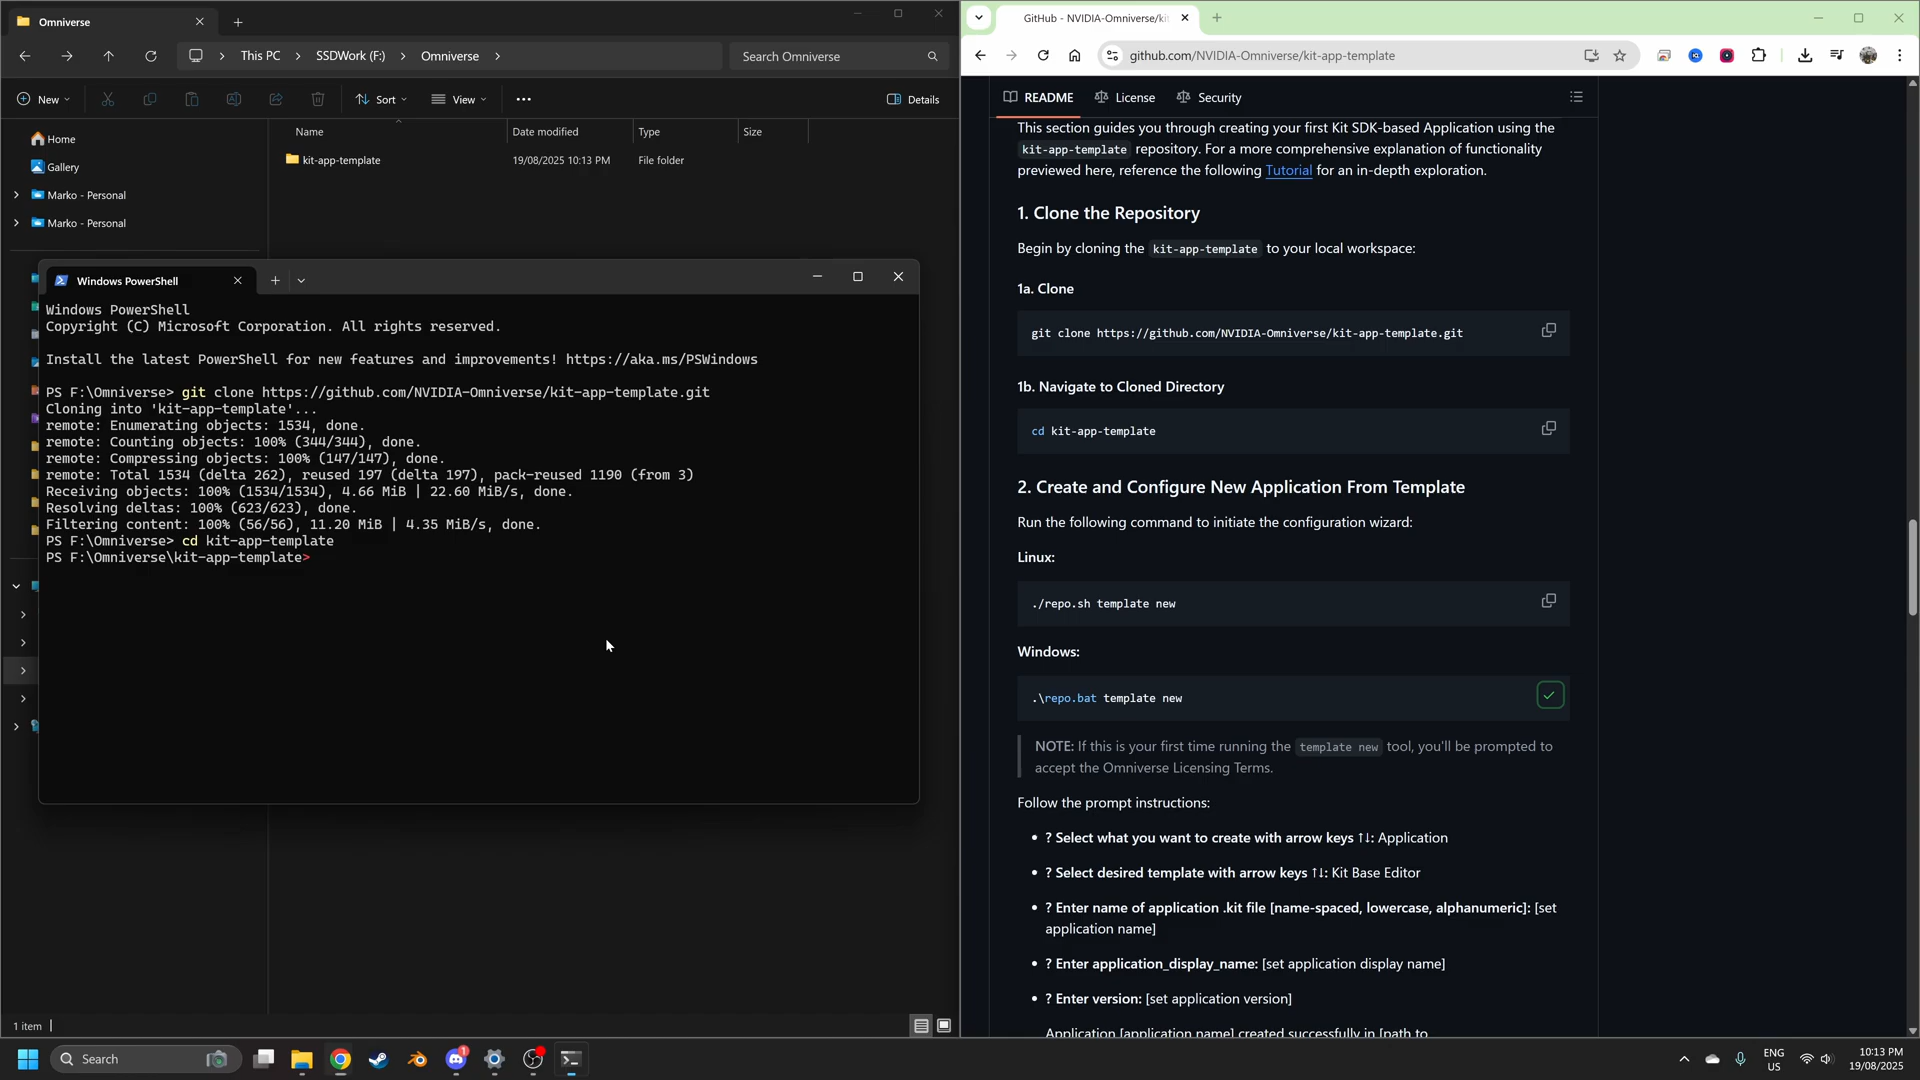 Omniverse
This PC
SSDWork (F:)
Omniverse
Search Omniverse
New
Sort
View
Details
Home
Gallery
Marko - Personal
Marko - Personal
Name
Date modified
Type
Size
kit-app-template
19/08/2025 10:13 PM
File folder
Windows PowerShell
Windows PowerShell
Copyright (C) Microsoft Corporation. All rights reserved.
Install the latest PowerShell for new features and improvements! https://aka.ms/PSWindows
PS F:\Omniverse> git clone https://github.com/NVIDIA-Omniverse/kit-app-template.git
Cloning into 'kit-app-template'...
remote: Enumerating objects: 1534, done.
remote: Counting objects: 100% (344/344), done.
remote: Compressing objects: 100% (147/147), done.
remote: Total 1534 (delta 262), reused 197 (delta 197), pack-reused 1190 (from 3)
Receiving objects: 100% (1534/1534), 4.66 MiB | 22.60 MiB/s, done.
Resolving deltas: 100% (623/623), done.
Filtering content: 100% (56/56), 11.20 MiB | 4.35 MiB/s, done.
PS F:\Omniverse> cd kit-app-template
PS F:\Omniverse\kit-app-template>
1 item
GitHub - NVIDIA-Omniverse/kit
github.com/NVIDIA-Omniverse/kit-app-template
README
License
Security
This section guides you through creating your first Kit SDK-based Application using the
kit-app-template repository. For a more comprehensive explanation of functionality
previewed here, reference the following Tutorial for an in-depth exploration.
1. Clone the Repository
Begin by cloning the kit-app-template to your local workspace:
1a. Clone
git clone https://github.com/NVIDIA-Omniverse/kit-app-template.git
1b. Navigate to Cloned Directory
cd kit-app-template
2. Create and Configure New Application From Template
Run the following command to initiate the configuration wizard:
Linux:
./repo.sh template new
Windows:
.\repo.bat template new
NOTE: If this is your first time running the template new tool, you'll be prompted to
accept the Omniverse Licensing Terms.
Follow the prompt instructions:
• ? Select what you want to create with arrow keys ↑↓: Application
• ? Select desired template with arrow keys ↑↓: Kit Base Editor
• ? Enter name of application .kit file [name-spaced, lowercase, alphanumeric]: [set
application name]
• ? Enter application_display_name: [set application display name]
• ? Enter version: [set application version]
Application [application name] created successfully in [path to
Search
1
ENG
US
10:13 PM
19/08/2025